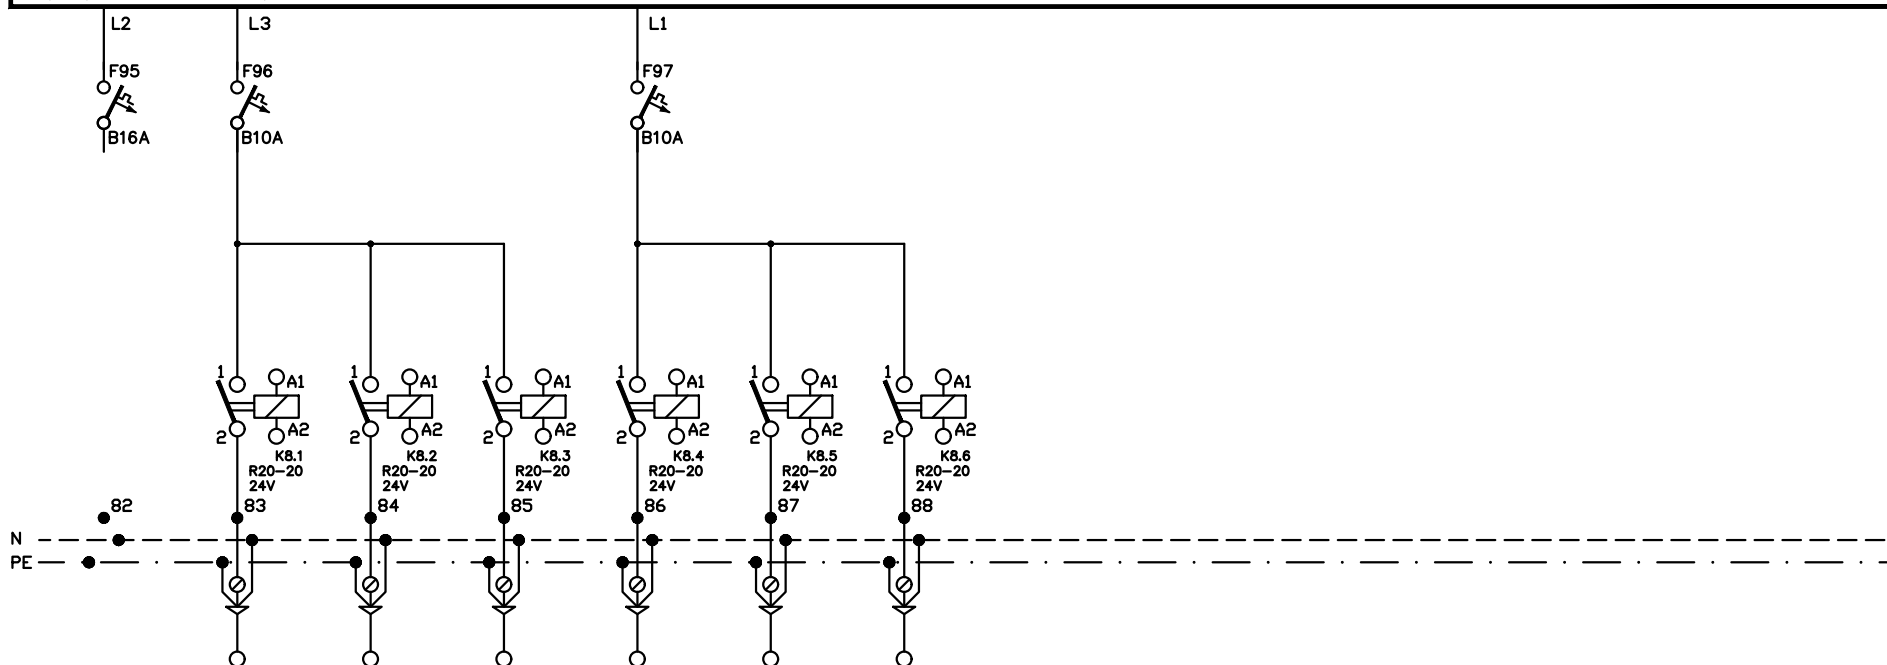 L2 L3 L1
F95 F96 F97
B16A B10A B10A
1 A1 1 A1 1 A1 1 A1 1 A1 1 A1
2 A2 2 A2 2 A2 2 A2 2 A2 2 A2
K8.1 K8.2 K8.3 K8.4 K8.5 K8.6
R20-20 R20-20 R20-20 R20-20 R20-20 R20-20
24V 24V 24V 24V 24V 24V
82 83 84 85 86 87 88
N
PE